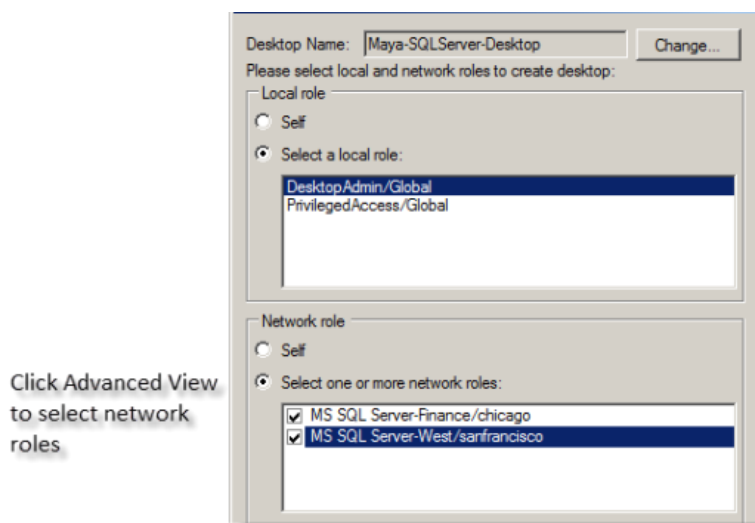 Desktop Name: Maya-SQLServer-Desktop Change...
Please select local and network roles to create desktop:
Local role
Self
Select a local role:
DesktopAdmin/Global
PrivilegedAccess/Global
Network role
Self
Select one or more network roles:
MS SQL Server-Finance/chicago
MS SQL Server-West/sanfrancisco
Click Advanced View
to select network
roles